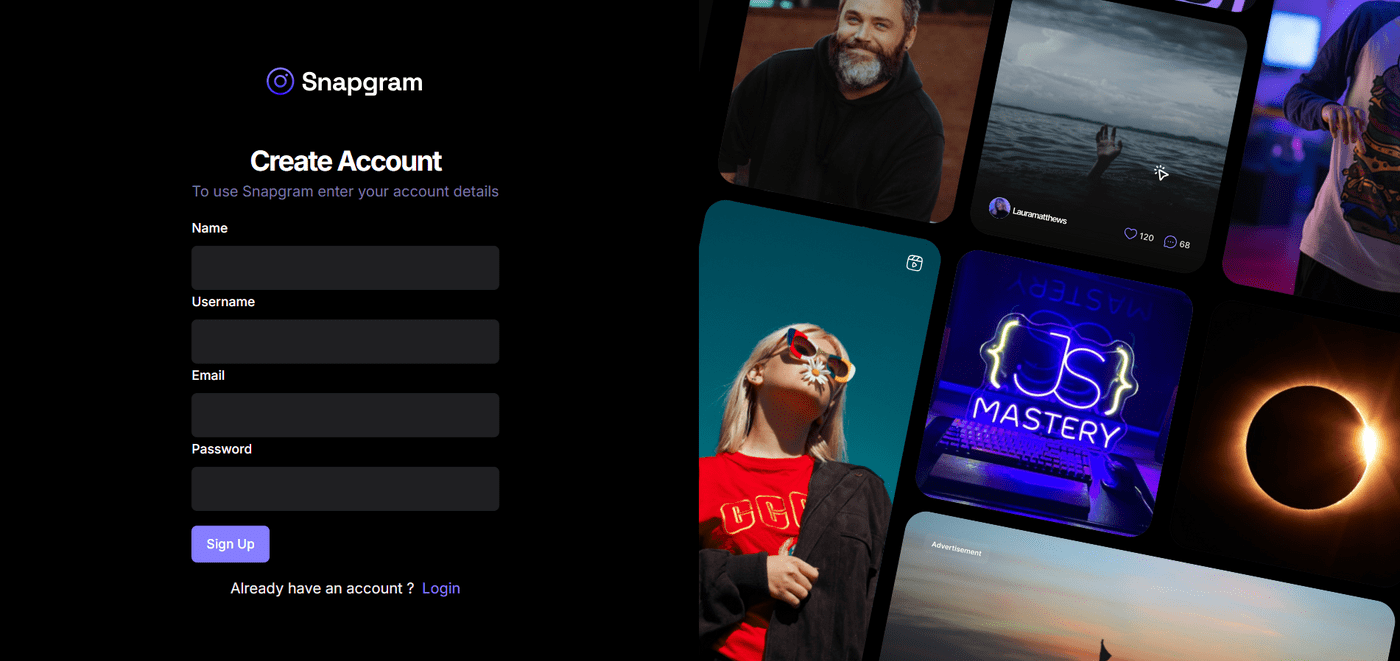 Snapgram
Create Account
To use Snapgram enter your account details
Name
Username
Email
Password
Sign Up
Already have an account ? Login
Lauramatthews
120
68
{JS}
MASTERY
CCC
Advertisement